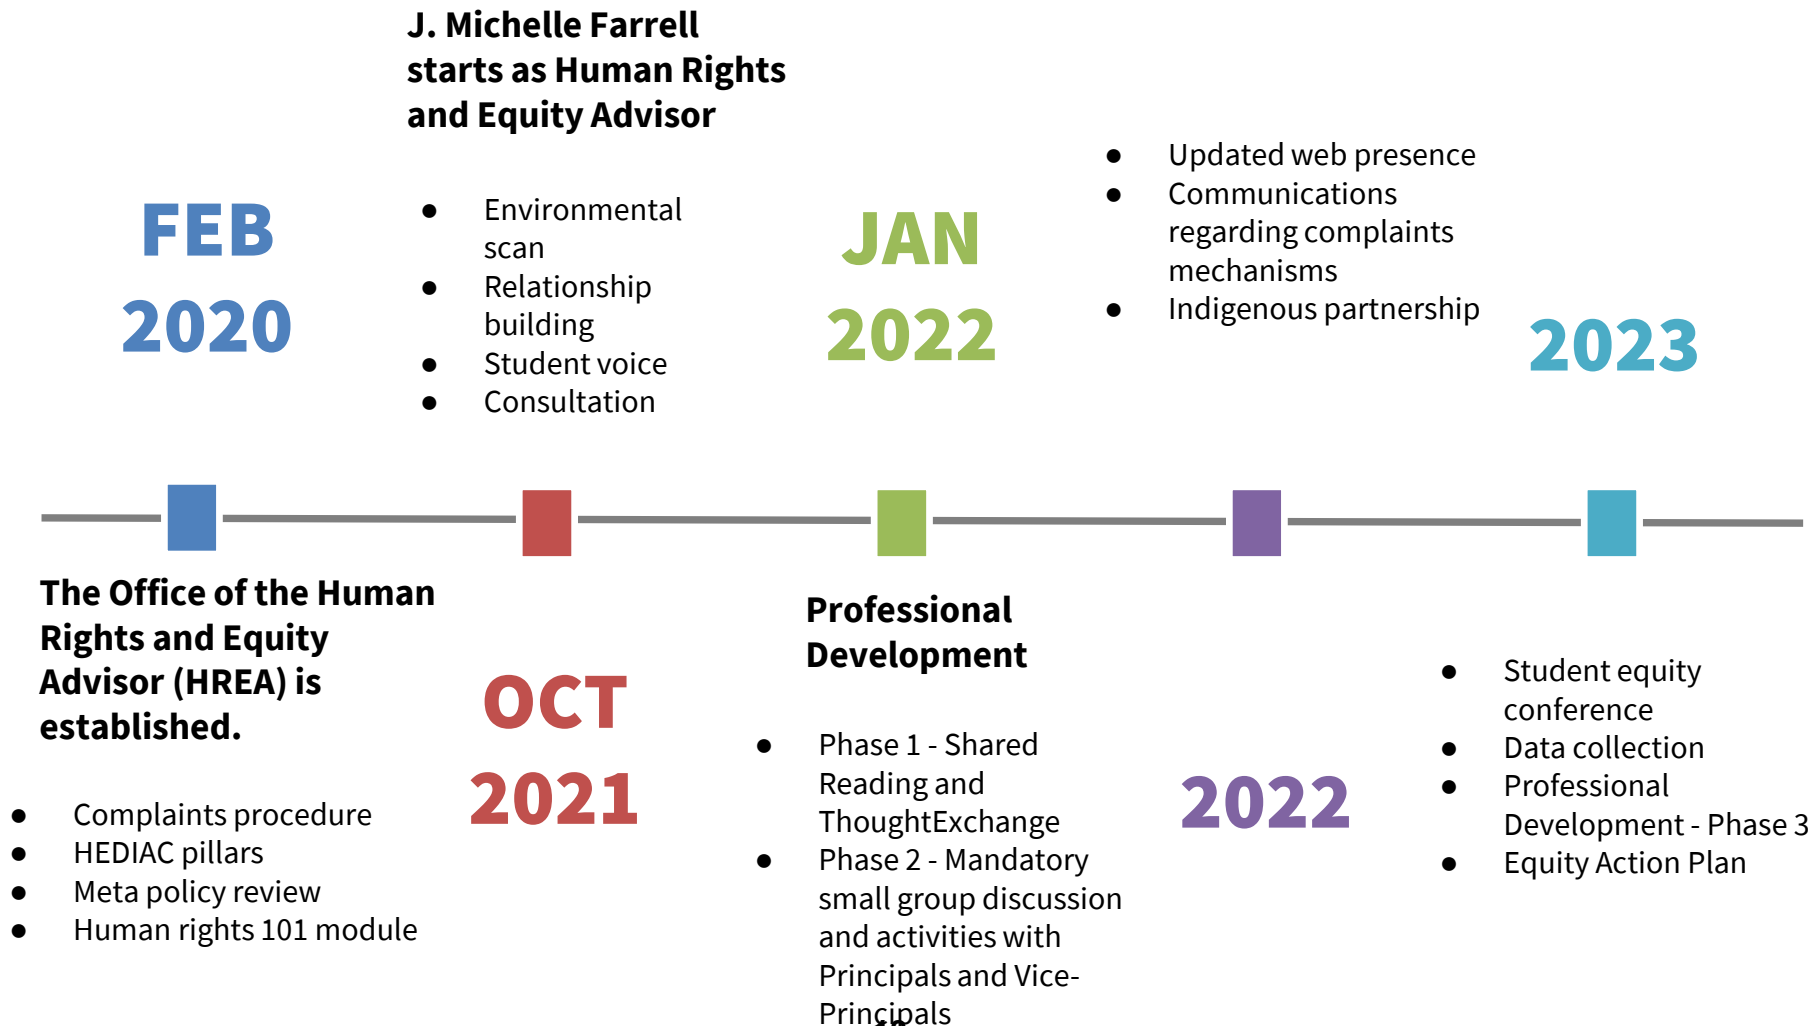 FEB
2020
The Office of the Human
Rights and Equity
Advisor (HREA) is
established.
● Complaints procedure
● HEDIAC pillars
● Meta policy review
● Human rights 101 module
J. Michelle Farrell
starts as Human Rights
and Equity Advisor
● Environmental
scan
● Relationship
building
● Student voice
● Consultation
OCT
2021
JAN
2022
Professional
Development
● Phase 1 - Shared
Reading and
ThoughtExchange
● Phase 2 - Mandatory
small group discussion
and activities with
Principals and Vice-
Principals
● Updated web presence
● Communications
regarding complaints
mechanisms
● Indigenous partnership
2022
2023
● Student equity
conference
● Data collection
● Professional
Development - Phase 3
● Equity Action Plan